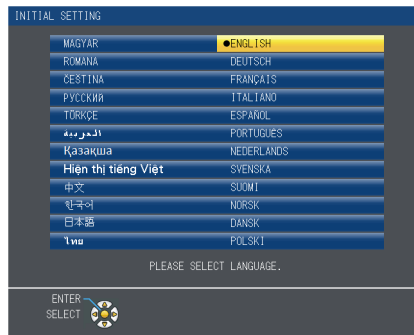 INITIAL SETTING
MAGYAR ●ENGLISH
ROMANA DEUTSCH
ČEŠTINA FRANÇAIS
РУССКИЙ ITALIANO
TÜRKÇE ESPAÑOL
العربية PORTUGUÊS
Қазақша NEDERLANDS
Hiện thị tiếng Việt SVENSKA
中文 SUOMI
한국어 NORSK
日本語 DANSK
ไทย POLSKI
PLEASE SELECT LANGUAGE.
ENTER
SELECT